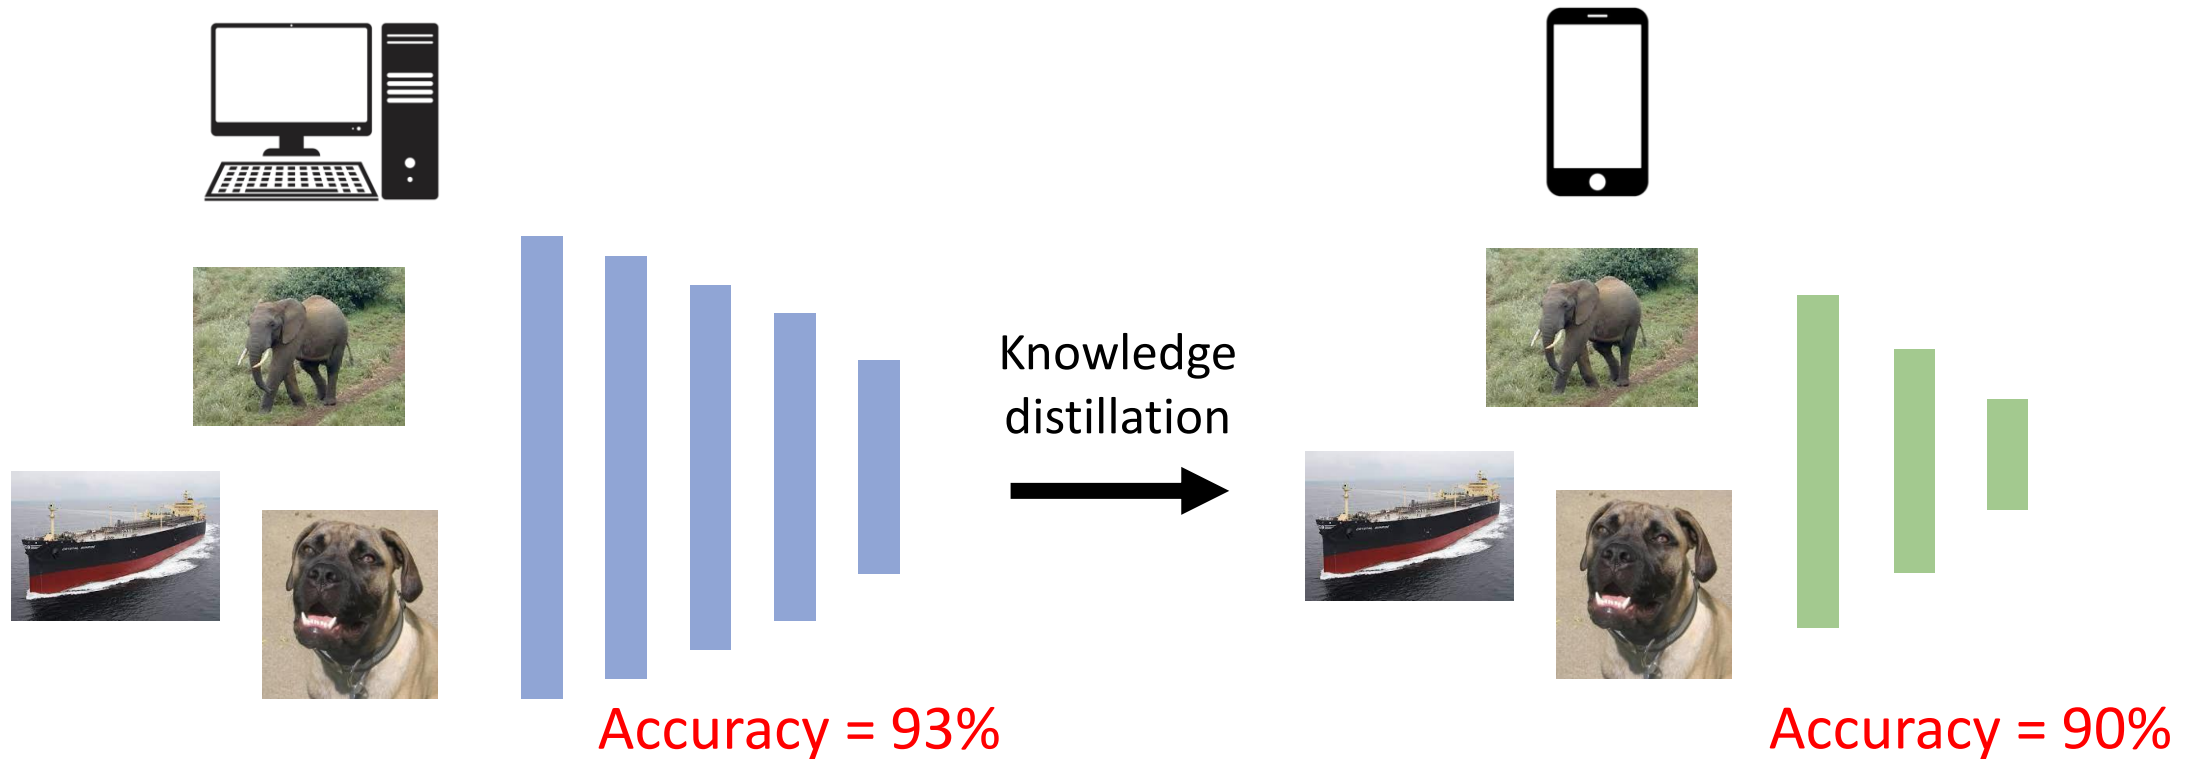 Knowledge
distillation
Accuracy = 93%
Accuracy = 90%